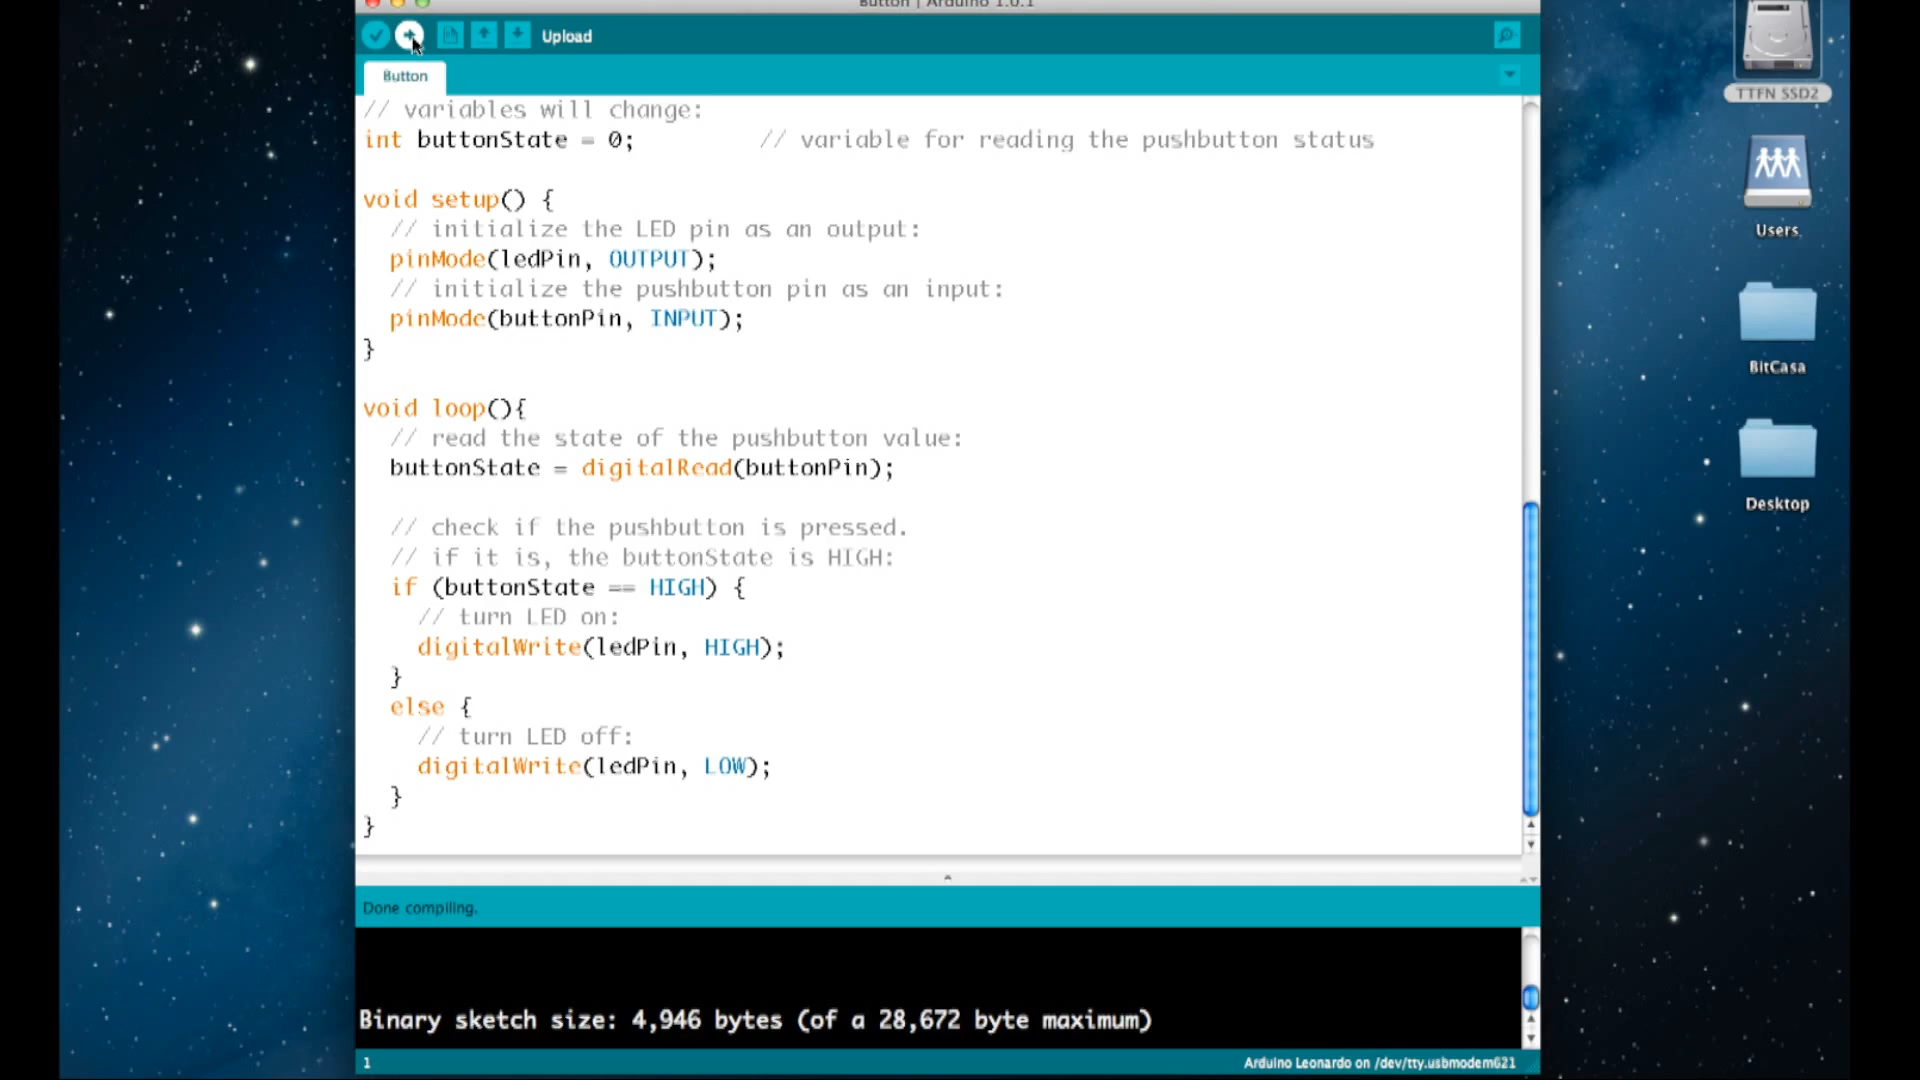 Button | Arduino 1.0.1
Upload
Button
// variables will change:
int buttonState = 0;         // variable for reading the pushbutton status
void setup() {
  // initialize the LED pin as an output:
  pinMode(ledPin, OUTPUT);
  // initialize the pushbutton pin as an input:
  pinMode(buttonPin, INPUT);
}
void loop(){
  // read the state of the pushbutton value:
  buttonState = digitalRead(buttonPin);
  // check if the pushbutton is pressed.
  // if it is, the buttonState is HIGH:
  if (buttonState == HIGH) {
    // turn LED on:
    digitalWrite(ledPin, HIGH);
  }
  else {
    // turn LED off:
    digitalWrite(ledPin, LOW);
  }
}
Done compiling.
Binary sketch size: 4,946 bytes (of a 28,672 byte maximum)
1
Arduino Leonardo on /dev/tty.usbmodem621
TTFN SSD2
Users
BitCasa
Desktop